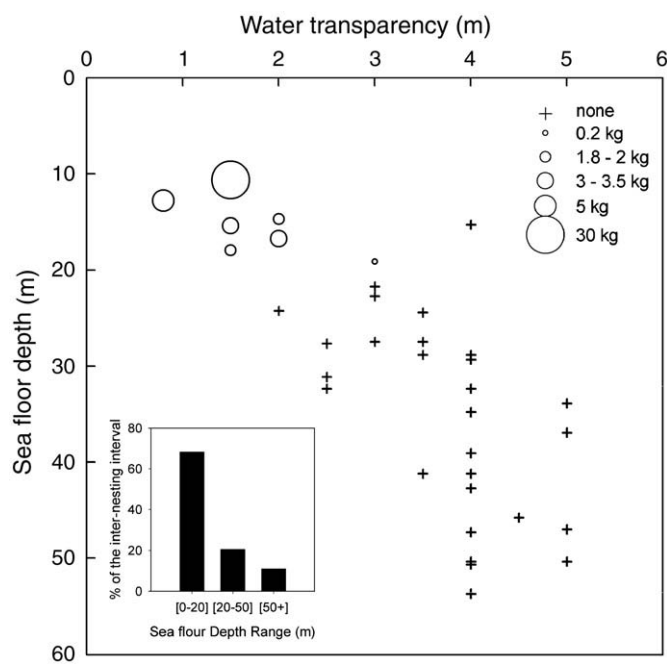 Water transparency (m)
0 1 2 3 4 5 6
0
10
20
30
40
50
60
Sea floor depth (m)
none
0.2 kg
1.8 - 2 kg
3 - 3.5 kg
5 kg
30 kg
80
60
40
20
0
% of the inter-nesting interval
[0-20] [20-50] [50+]
Sea flour Depth Range (m)